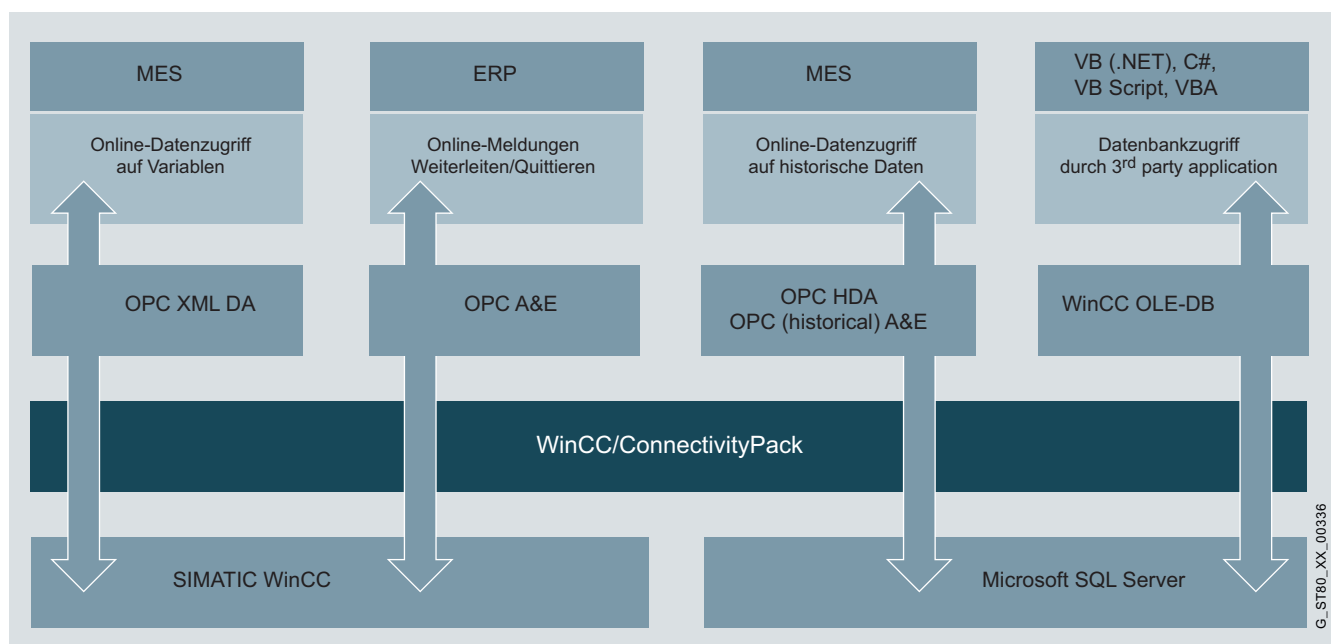 MES
ERP
MES
VB (.NET), C#,
VB Script, VBA
Online-Datenzugriff
auf Variablen
Online-Meldungen
Weiterleiten/Quittieren
Online-Datenzugriff
auf historische Daten
Datenbankzugriff
durch 3rd party application
OPC XML DA
OPC A&E
OPC HDA
OPC (historical) A&E
WinCC OLE-DB
WinCC/ConnectivityPack
SIMATIC WinCC
Microsoft SQL Server
G_ST80_XX_00336